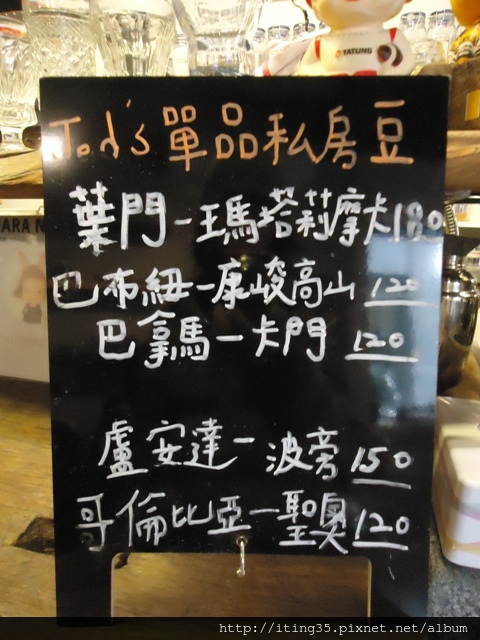 TATUNG
Ted's單品私房豆
葉門-瑪塔莉摩卡180
巴布紐-康峻高山 120
巴拿馬-卡門 120
盧安達-波旁 150
哥倫比亞-聖奧 120
http://iting35.pixnet.net/album